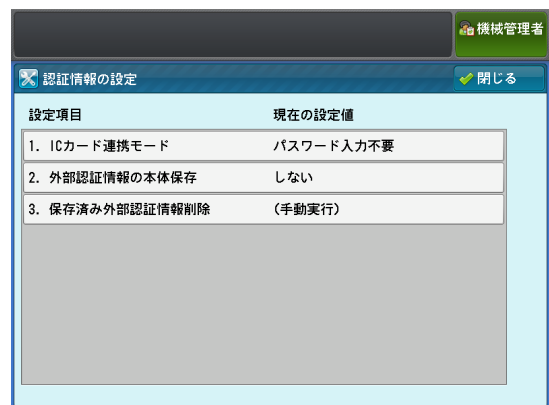 機械管理者
認証情報の設定
閉じる
設定項目 現在の設定値
1. ICカード連携モード パスワード入力不要
2. 外部認証情報の本体保存 しない
3. 保存済み外部認証情報削除 (手動実行)